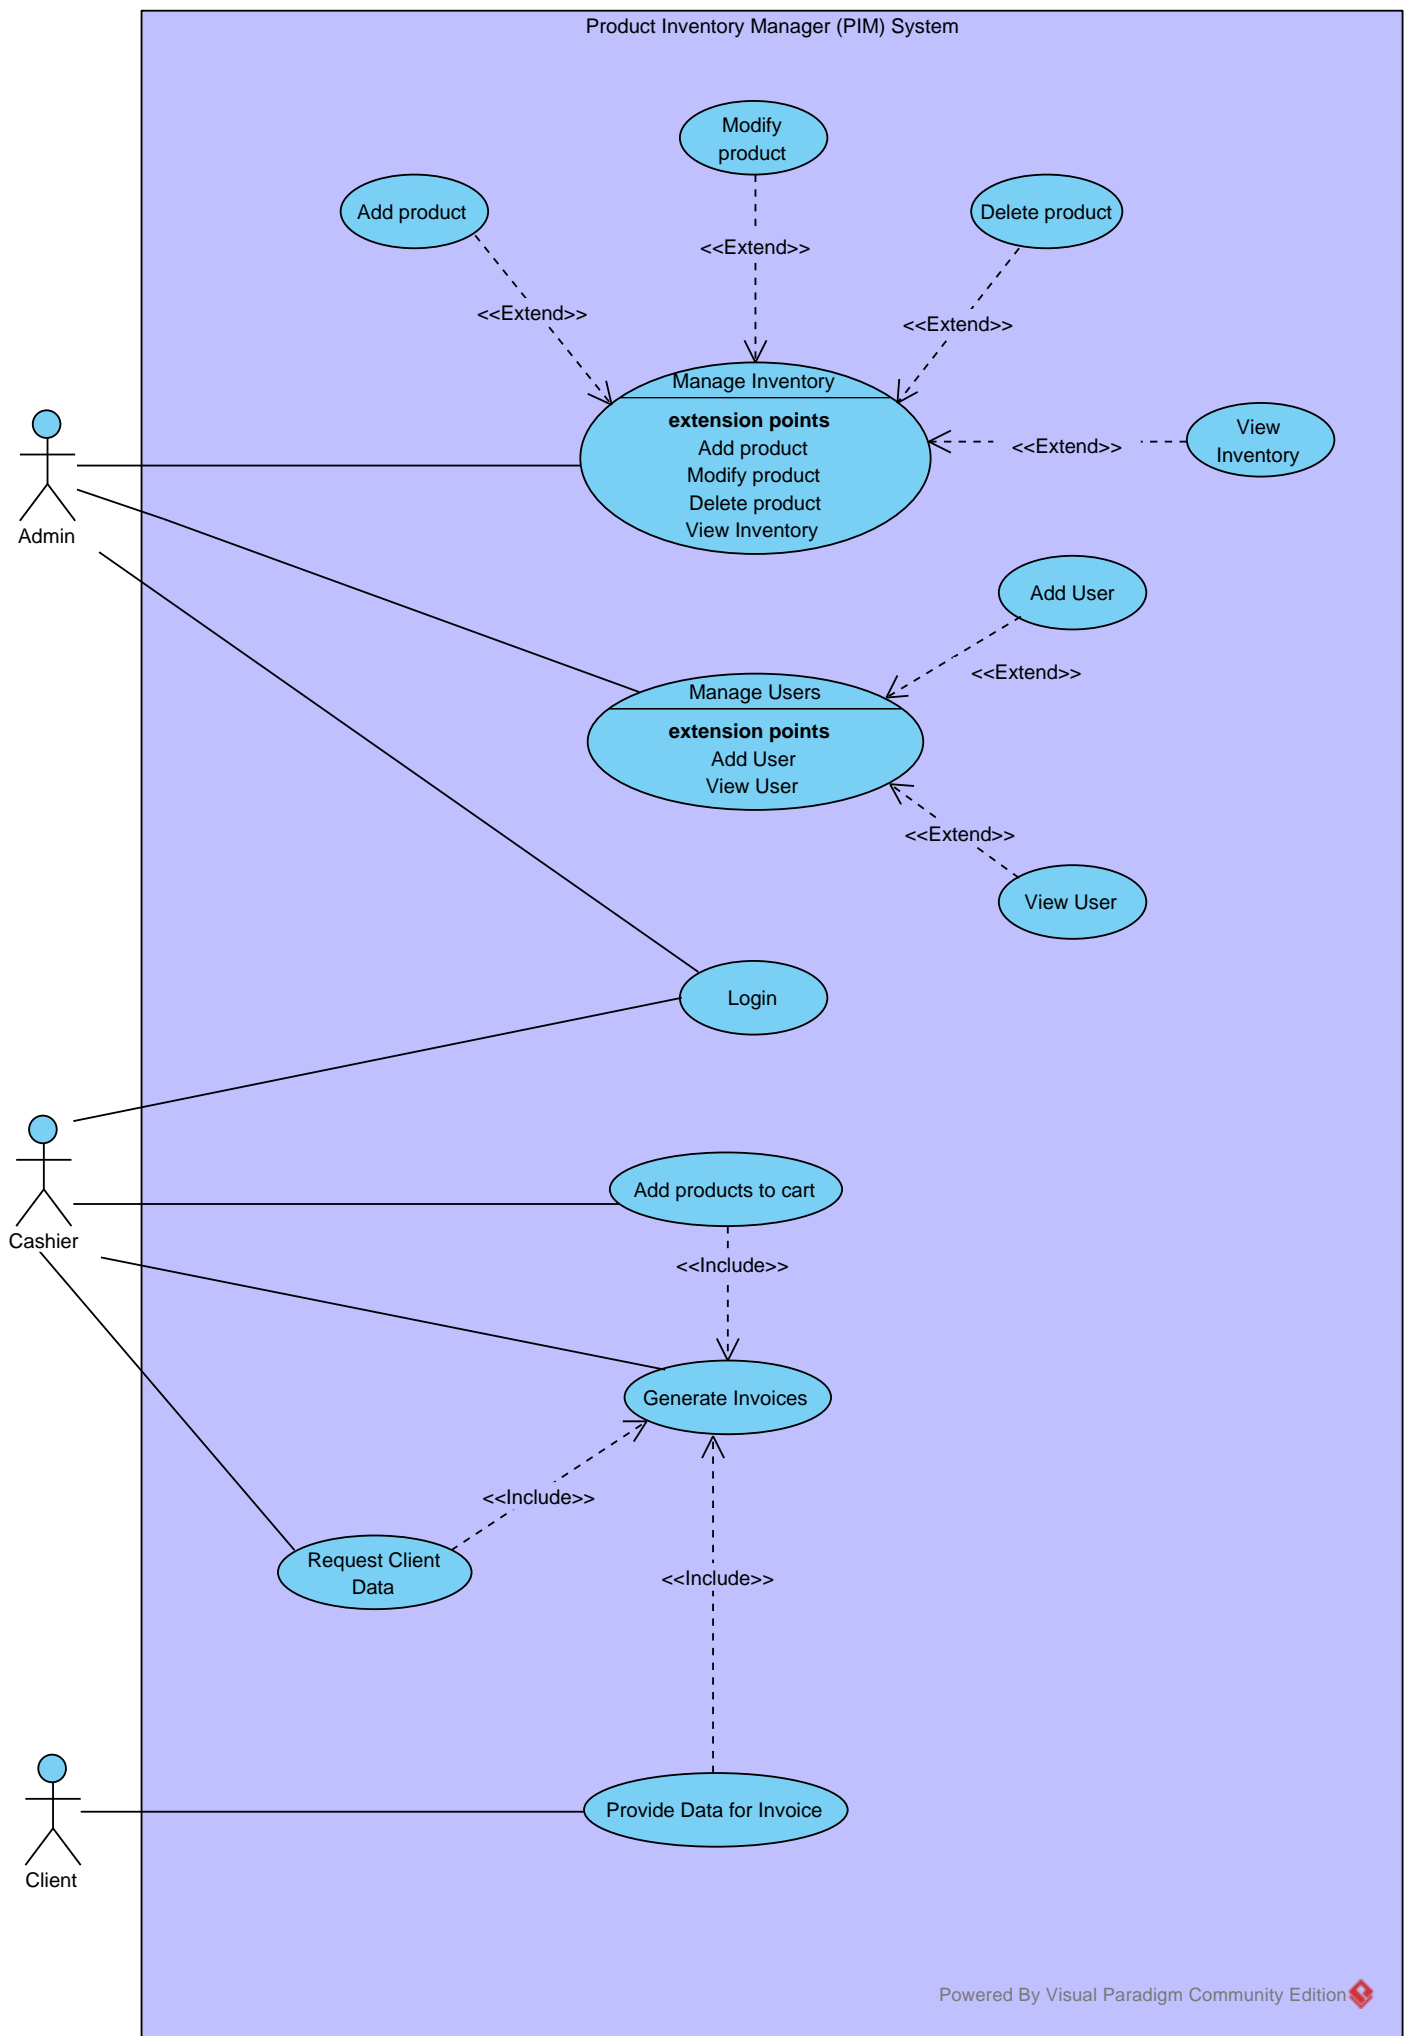 Product Inventory Manager (PIM) System
Modify
product
Add product
Delete product
<<Extend>>
<<Extend>>
<<Extend>>
Manage Inventory
extension points
Add product
Modify product
Delete product
View Inventory
<<Extend>>
View
Inventory
Admin
Add User
<<Extend>>
Manage Users
extension points
Add User
View User
<<Extend>>
View User
Login
Cashier
Add products to cart
<<Include>>
Generate Invoices
<<Include>>
Request Client
Data
<<Include>>
Provide Data for Invoice
Client
Powered By Visual Paradigm Community Edition